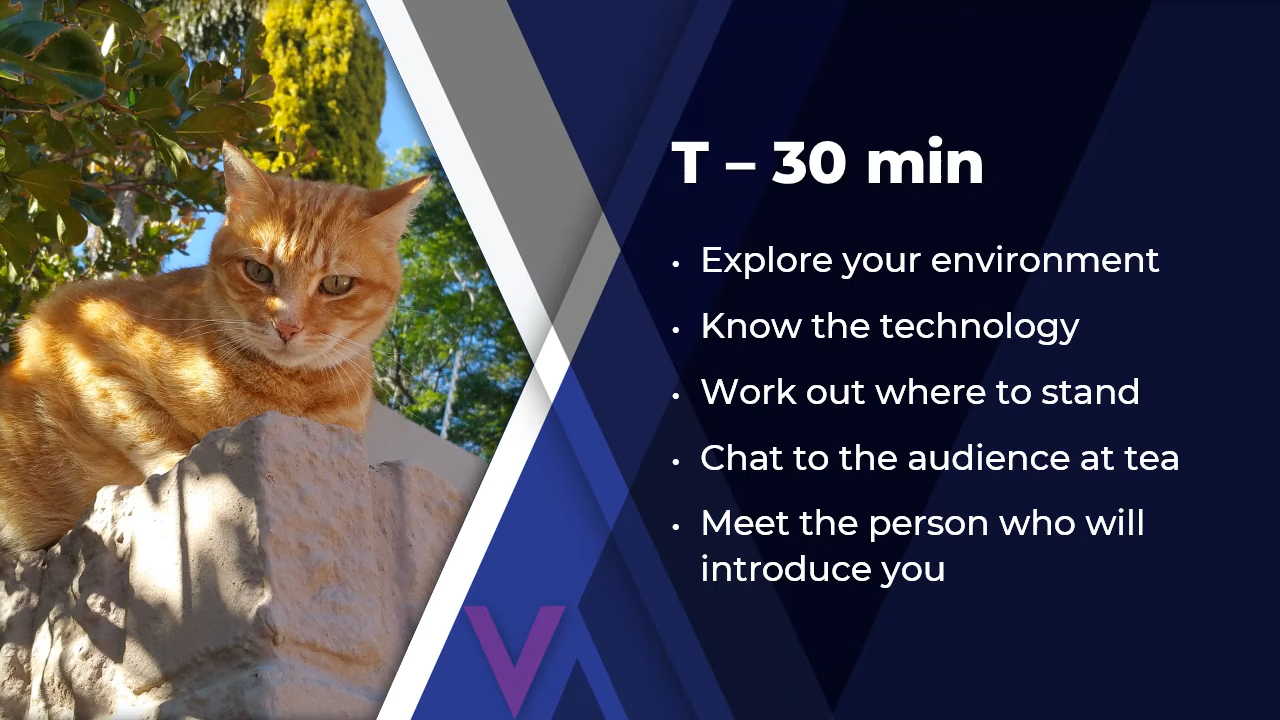 T – 30 min
• Explore your environment
• Know the technology
• Work out where to stand
• Chat to the audience at tea
• Meet the person who will
introduce you